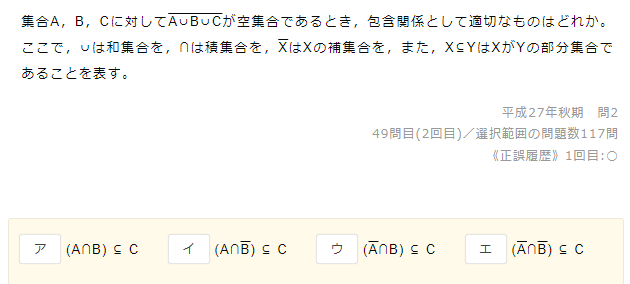 集合A，B，Cに対してA̅∪̅B̅∪̅C̅が空集合であるとき，包含関係として適切なものはどれか。
ここで，∪は和集合を，∩は積集合を，X̅はXの補集合を，また，X⊆YはXがYの部分集合で
あることを表す。
平成27年秋期　問2
49問目(2回目)／選択範囲の問題数117問
《正誤履歴》1回目:○
ア (A∩B) ⊆ C イ (A∩B̅) ⊆ C ウ (A̅∩B) ⊆ C エ (A̅∩B̅) ⊆ C